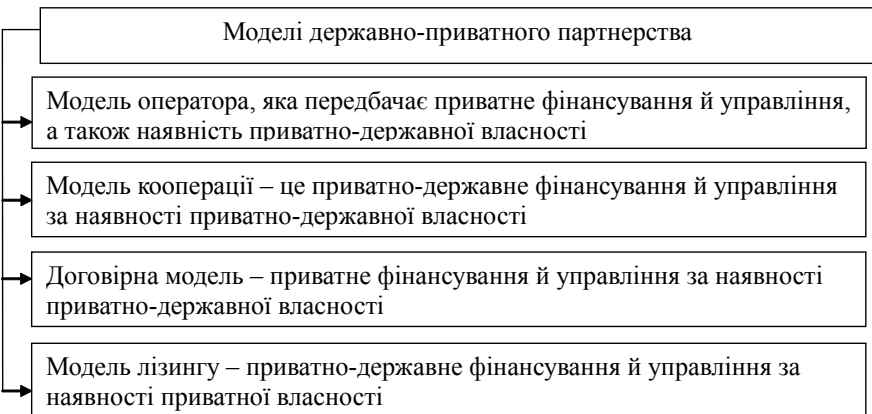 Моделі державно-приватного партнерства
Модель оператора, яка передбачає приватне фінансування й управління,
а також наявність приватно-державної власності
Модель кооперації – це приватно-державне фінансування й управління
за наявності приватно-державної власності
Договірна модель – приватне фінансування й управління за наявності
приватно-державної власності
Модель лізингу – приватно-державне фінансування й управління за
наявності приватної власності